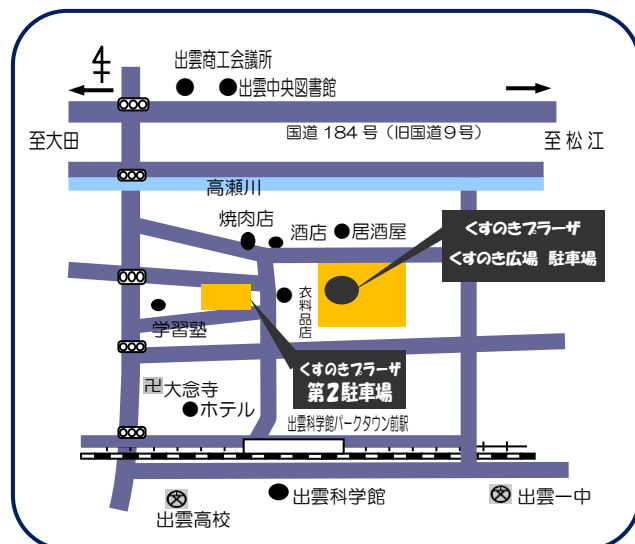 4
出雲商工会議所
出雲中央図書館
国道 184 号（旧国道9号）
至大田
至松江
高瀬川
焼肉店
酒店
居酒屋
くすのきプラーザ
くすのき広場 駐車場
衣料品店
学習塾
くすのきプラーザ
第2駐車場
卍大念寺
ホテル
出雲科学館パークタウン前駅
出雲科学館
出雲一中
出雲高校